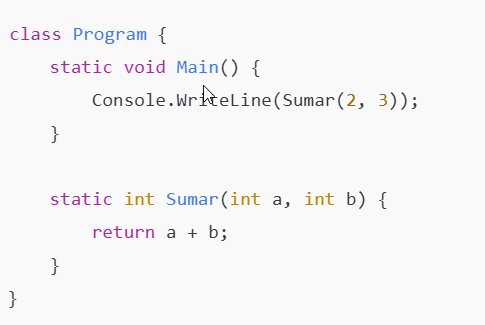 class Program {
    static void Main() {
        Console.WriteLine(Sumar(2, 3));
    }
    static int Sumar(int a, int b) {
        return a + b;
    }
}